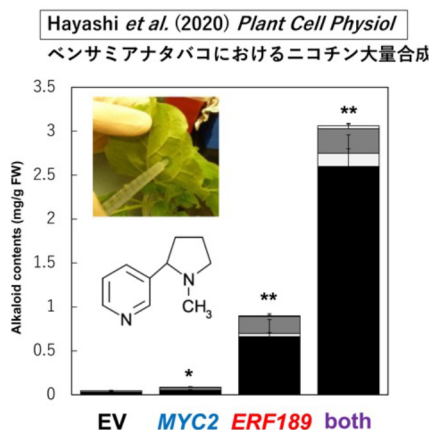 Hayashi et al. (2020) Plant Cell Physiol
ベンサミアナタバコにおけるニコチン大量合成
Alkaloid contents (mg/g FW)
3.5
3
2.5
2
1.5
1
0.5
0
**
**
*
N
CH3
N
EV MYC2 ERF189 both